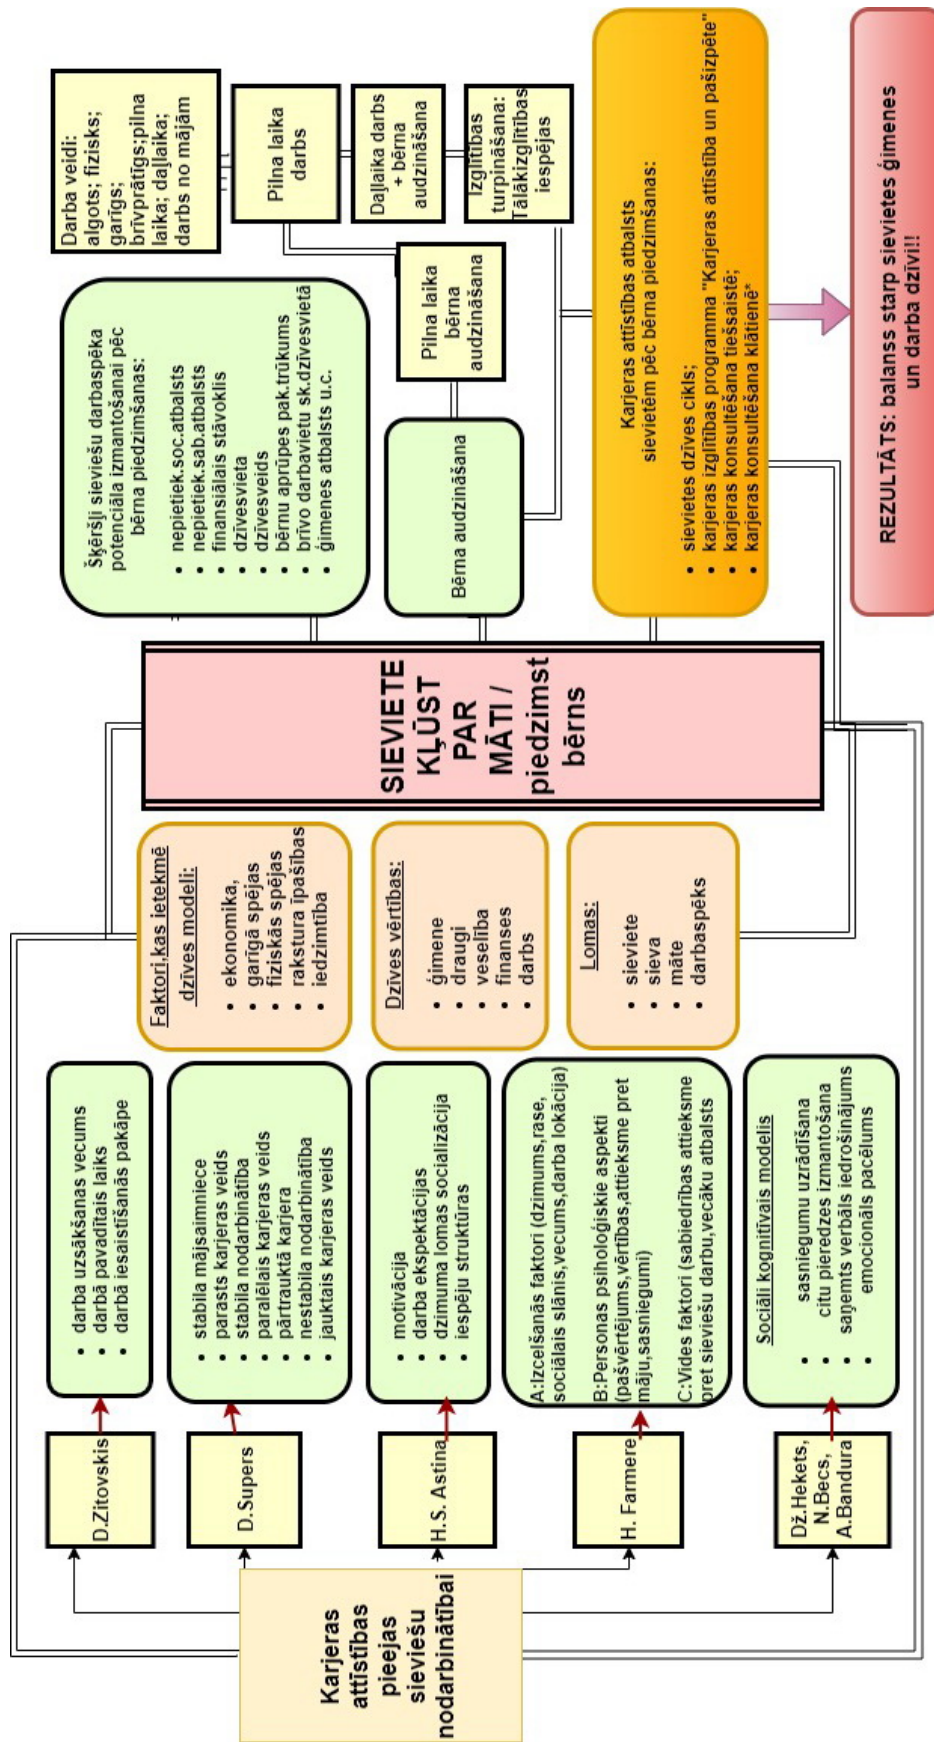 Karjeras
attīstības
pieejas
sieviešu
nodarbinātībai
D.Zitovskis
D.Supers
H.S. Astina
H. Farmere
Dž.Hekets,
N.Becs,
A.Bandura
• darba uzsākšanas vecums
• darbā pavadītais laiks
• darbā iesaistīšanās pakāpe
• stabila mājsaimniece
• parasts karjeras veids
• stabila nodarbinātība
• paralēlais karjeras veids
• pārtrauktā karjera
• nestabila nodarbinātība
• jauktais karjeras veids
• motivācija
• darba ekspektācijas
• dzimuma lomas socializācija
• iespēju struktūras
A:Izcelšanās faktori (dzimums,rase,
sociālais slānis,vecums,darba lokācija)
B:Personas psiholoģiskie aspekti
(pašvērtējums,vērtības,attieksme pret
māju,sasniegumi)
C:Vides faktori (sabiedrības attieksme
pret sieviešu darbu,vecāku atbalsts
Sociāli kognitīvais modelis
• sasniegumu uzrādīšana
• citu pieredzes izmantošana
• saņemts verbāls iedrošinājums
• emocionāls pacēlums
Faktori,kas ietekmē
dzīves modeli:
• ekonomika,
• garīgā spējas
• fiziskās spējas
• rakstura īpašības
• iedzimtība
Dzīves vērtības:
• ģimene
• draugi
• veselība
• finanses
• darbs
Lomas:
• sieviete
• sieva
• māte
• darbaspēks
SIEVIETE
KĻŪST
PAR
MĀTI /
piedzimst
bērns
Šķēršļi sieviešu darbaspēka
potenciāla izmantošanai pēc
bērna piedzimšanas:
• nepietiek.soc.atbalsts
• nepietiek.sab.atbalsts
• finansiālais stāvoklis
• dzīvesvieta
• dzīvesveids
• bērnu aprūpes pak.trūkums
• brīvo darbavietu sk.dzīvesvietā
• ģimenes atbalsts u.c.
Bērna audzināšana
Pilna laika
bērna
audzināšana
Darba veidi:
algots; fizisks;
garīgs;
brīvprātīgs;pilna
laika; daļlaika;
darbs no mājām
Pilna laika
darbs
Daļlaika darbs
+ bērna
audzināšana
Izglītības
turpināšana:
Tālākizglītības
iespējas
Karjeras attīstības atbalsts
sievietēm pēc bērna piedzimšanas:
• sievietes dzīves cikls;
• karjeras izglītības programma "Karjeras attīstība un pašizpēte"
• karjeras konsultēšana tiešsaistē;
• karjeras konsultēšana klātienē*
REZULTĀTS: balanss starp sievietes ģimenes
un darba dzīvi!!